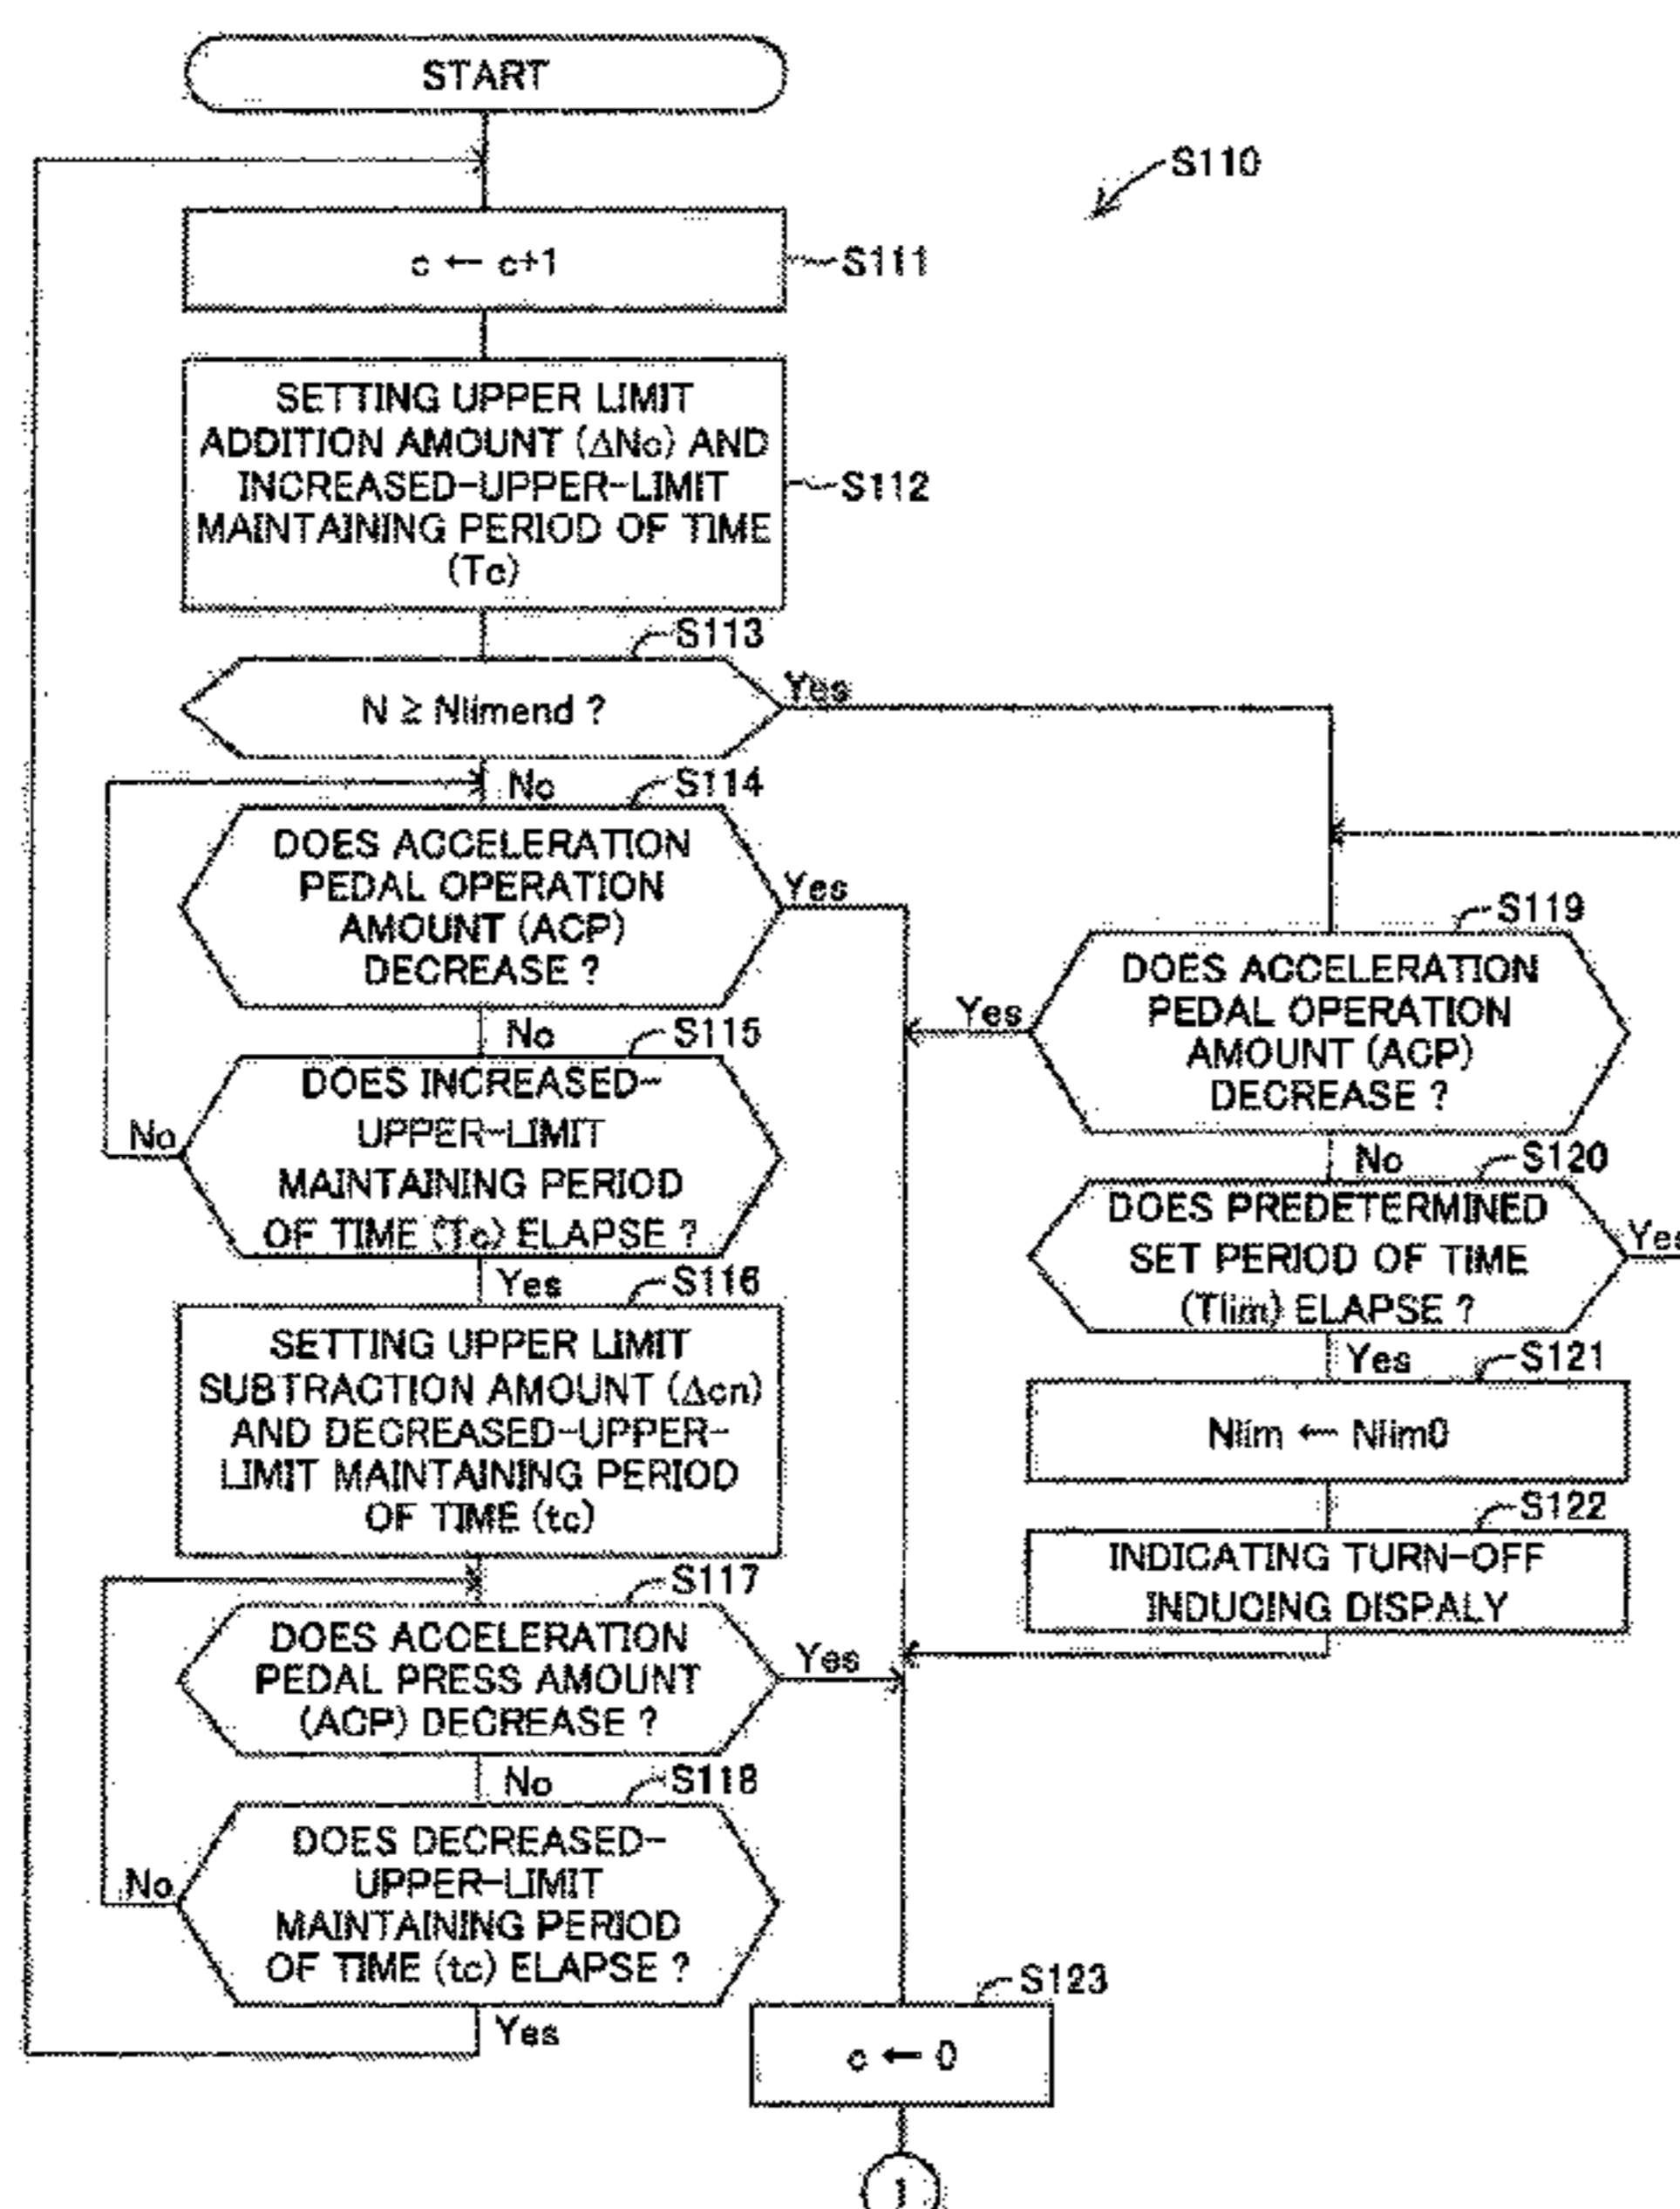 START
S110
c ← c+1
S111
SETTING UPPER LIMIT
ADDITION AMOUNT (ΔNc) AND
INCREASED-UPPER-LIMIT
MAINTAINING PERIOD OF TIME
(Tc)
S112
S113
N ≥ Nlimend ?
Yes
No
S114
DOES ACCELERATION
PEDAL OPERATION
AMOUNT (ACP)
DECREASE ?
Yes
No
S115
DOES INCREASED-
UPPER-LIMIT
MAINTAINING PERIOD
OF TIME (Tc) ELAPSE ?
No
Yes
S116
SETTING UPPER LIMIT
SUBTRACTION AMOUNT (Δcn)
AND DECREASED-UPPER-
LIMIT MAINTAINING PERIOD
OF TIME (tc)
S117
DOES ACCELERATION
PEDAL PRESS AMOUNT
(ACP) DECREASE ?
Yes
No
S118
DOES DECREASED-
UPPER-LIMIT
MAINTAINING PERIOD
OF TIME (tc) ELAPSE ?
No
Yes
S119
DOES ACCELERATION
PEDAL OPERATION
AMOUNT (ACP)
DECREASE ?
Yes
No
S120
DOES PREDETERMINED
SET PERIOD OF TIME
(Tlim) ELAPSE ?
Yes
Yes
S121
Nlim ← Nlim0
S122
INDICATING TURN-OFF
INDUCING DISPALY
S123
c ← 0
1